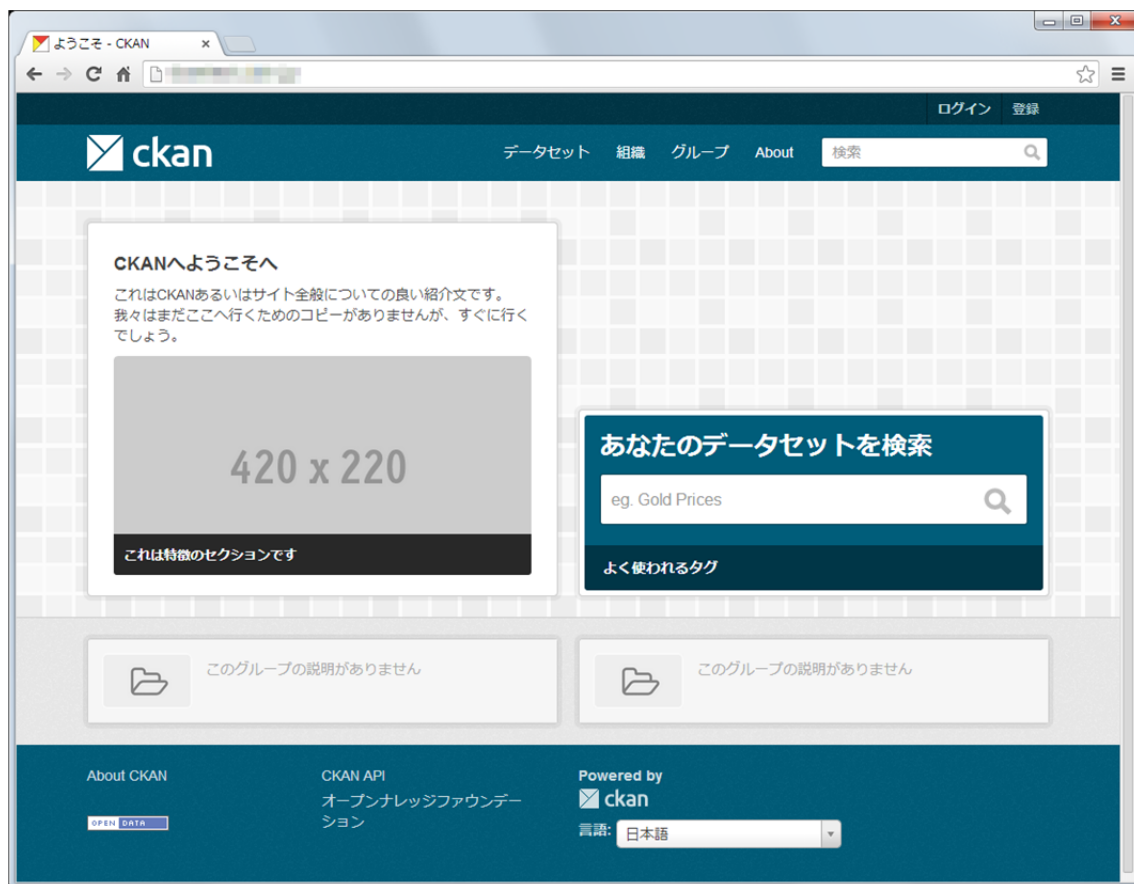 ようこそ - CKAN
ログイン 登録
ckan
データセット 組織 グループ About 検索
CKANへようこそへ
これはCKANあるいはサイト全般についての良い紹介文です。
我々はまだここへ行くためのコピーがありませんが、すぐに行く
でしょう。
420 x 220
これは特徴のセクションです
あなたのデータセットを検索
eg. Gold Prices
よく使われるタグ
このグループの説明がありません
このグループの説明がありません
About CKAN
OPEN DATA
CKAN API
オープンナレッジファウンデー
ション
Powered by
ckan
言語: 日本語